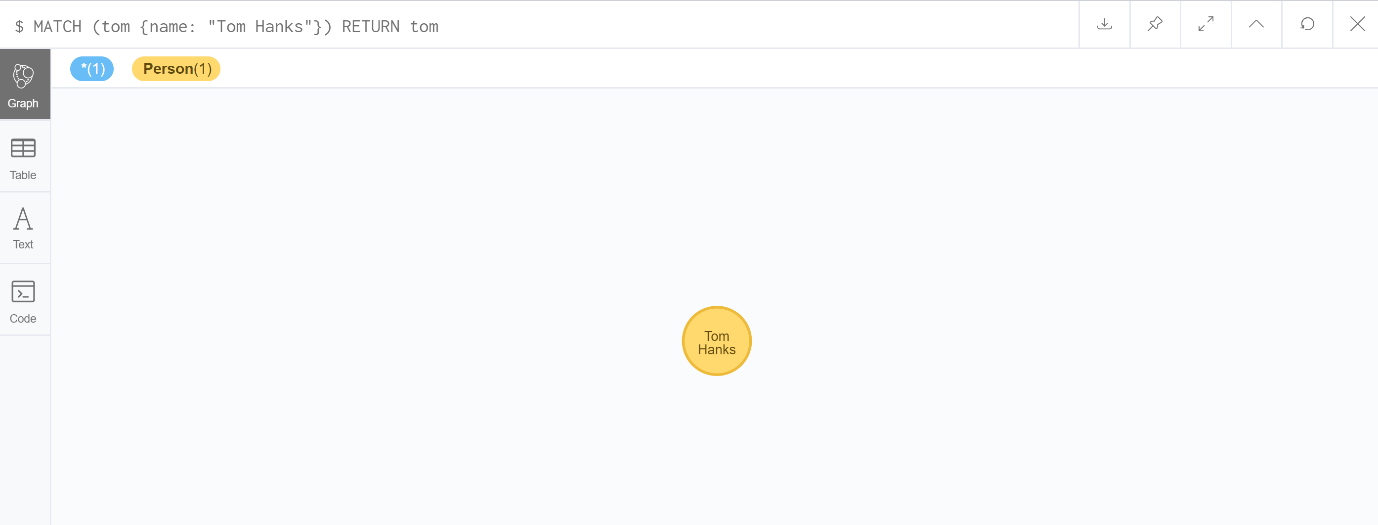 $ MATCH (tom {name: "Tom Hanks"}) RETURN tom
*(1) Person(1)
Graph
Table
Text
Code
Tom
Hanks